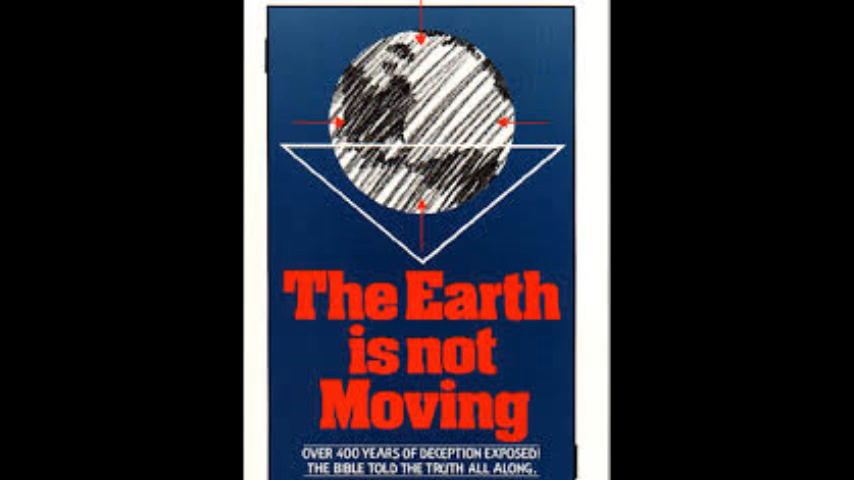 The Earth
is not
Moving
OVER 400 YEARS OF DECEPTION EXPOSED!
THE BIBLE TOLD THE TRUTH ALL ALONG.